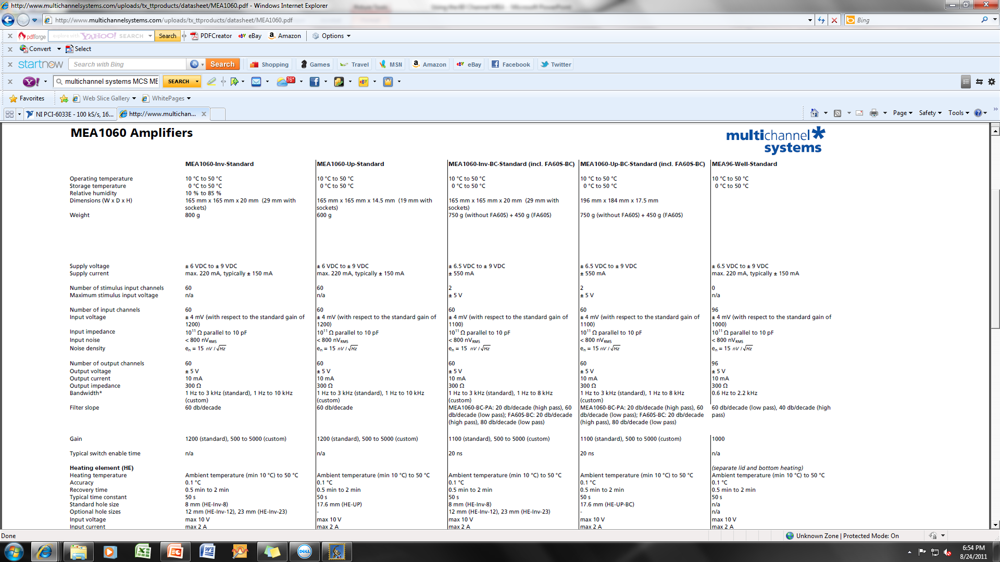 http://www.multichannelsystems.com/uploads/tx_ttproducts/datasheet/MEA1060.pdf - Windows Internet Explorer
http://www.multichannelsystems.com/uploads/tx_ttproducts/datasheet/MEA1060.pdf Bing
x pdfforge explore with YAHOO! SEARCH Search PDFCreator eBay Amazon Options
x Convert Select
x startnow Search with Bing Search Shopping Games Travel MSN Amazon eBay Facebook Twitter
x Y! multichannel systems MCS ME SEARCH 76°
Favorites Web Slice Gallery WhitePages
NI PCI-6033E - 100 kS/s, 16... http://www.multichan... x Page Safety Tools
MEA1060 Amplifiers
multichannel*
systems
MEA1060-Inv-Standard MEA1060-Up-Standard MEA1060-Inv-BC-Standard (incl. FA60S-BC) MEA1060-Up-BC-Standard (incl. FA60S-BC) MEA96-Well-Standard
Operating temperature 10 °C to 50 °C 10 °C to 50 °C 10 °C to 50 °C 10 °C to 50 °C 10 °C to 50 °C
Storage temperature 0 °C to 50 °C 0 °C to 50 °C 0 °C to 50 °C 0 °C to 50 °C 0 °C to 50 °C
Relative humidity 10 % to 85 %
Dimensions (W x D x H) 165 mm x 165 mm x 20 mm (29 mm with 165 mm x 165 mm x 14.5 mm (19 mm with 165 mm x 165 mm x 20 mm (29 mm with 196 mm x 184 mm x 17.5 mm
sockets) sockets) sockets)
Weight 800 g 600 g 750 g (without FA60S) + 450 g (FA60S) 750 g (without FA60S) + 450 g (FA60S)
Supply voltage ± 6 VDC to ± 9 VDC ± 6 VDC to ± 9 VDC ± 6.5 VDC to ± 9 VDC ± 6.5 VDC to ± 9 VDC ± 6.5 VDC to ± 9 VDC
Supply current max. 220 mA, typically ± 150 mA max. 220 mA, typically ± 150 mA ± 550 mA ± 550 mA max. 220 mA, typically ± 150 mA
Number of stimulus input channels 60 60 2 2 0
Maximum stimulus input voltage n/a n/a ± 5 V ± 5 V n/a
Number of input channels 60 60 60 60 96
Input voltage ± 4 mV (with respect to the standard gain of ± 4 mV (with respect to the standard gain of ± 4 mV (with respect to the standard gain of ± 4 mV (with respect to the standard gain of ± 4 mV (with respect to the standard gain of
1200) 1200) 1100) 1100) 1000)
Input impedance 10¹¹ Ω parallel to 10 pF 10¹¹ Ω parallel to 10 pF 10¹¹ Ω parallel to 10 pF 10¹¹ Ω parallel to 10 pF 10¹¹ Ω parallel to 10 pF
Input noise < 800 nVRMS < 800 nVRMS < 800 nVRMS < 800 nVRMS < 800 nVRMS
Noise density en = 15 nV / √Hz en = 15 nV / √Hz en = 15 nV / √Hz en = 15 nV / √Hz en = 15 nV / √Hz
Number of output channels 60 60 60 60 96
Output voltage ± 5 V ± 5 V ± 5 V ± 5 V ± 5 V
Output current 10 mA 10 mA 10 mA 10 mA 10 mA
Output impedance 300 Ω 300 Ω 300 Ω 300 Ω 300 Ω
Bandwidth* 1 Hz to 3 kHz (standard), 1 Hz to 10 kHz 1 Hz to 3 kHz (standard), 1 Hz to 10 kHz 1 Hz to 3 kHz (standard), 1 Hz to 8 kHz 1 Hz to 3 kHz (standard), 1 Hz to 8 kHz 0.6 Hz to 2.2 kHz
(custom) (custom) (custom) (custom)
Filter slope 60 db/decade 60 db/decade MEA1060-BC-PA: 20 db/decade (high pass), 60 MEA1060-BC-PA: 20 db/decade (high pass), 60 60 db/decade (low pass), 40 db/decade (high
db/decade (low pass); FA60S-BC: 20 db/decade db/decade (low pass); FA60S-BC: 20 db/decade pass)
(high pass), 80 db/decade (low pass) (high pass), 80 db/decade (low pass)
Gain 1200 (standard), 500 to 5000 (custom) 1200 (standard), 500 to 5000 (custom) 1100 (standard), 500 to 5000 (custom) 1100 (standard), 500 to 5000 (custom) 1000
Typical switch enable time n/a n/a 20 ns 20 ns n/a
Heating element (HE) (separate lid and bottom heating)
Heating temperature Ambient temperature (min 10 °C) to 50 °C Ambient temperature (min 10 °C) to 50 °C Ambient temperature (min 10 °C) to 50 °C Ambient temperature (min 10 °C) to 50 °C Ambient temperature (min 10 °C) to 50 °C
Accuracy 0.1 °C 0.1 °C 0.1 °C 0.1 °C 0.1 °C
Recovery time 0.5 min to 2 min 0.5 min to 2 min 0.5 min to 2 min 0.5 min to 2 min 0.5 min to 2 min
Typical time constant 50 s 50 s 50 s 50 s 50 s
Standard hole size 8 mm (HE-Inv-8) 17.6 mm (HE-UP) 8 mm (HE-Inv-8) 17.6 mm (HE-UP-BC) n/a
Optional hole sizes 12 mm (HE-Inv-12), 23 mm (HE-Inv-23) - 12 mm (HE-Inv-12), 23 mm (HE-Inv-23) - n/a
Input voltage max 10 V max 10 V max 10 V max 10 V max 10 V
Input current max 2 A max 2 A max 2 A max 2 A max 2 A
Done Unknown Zone | Protected Mode: On
DELL
6:54 PM
8/24/2011